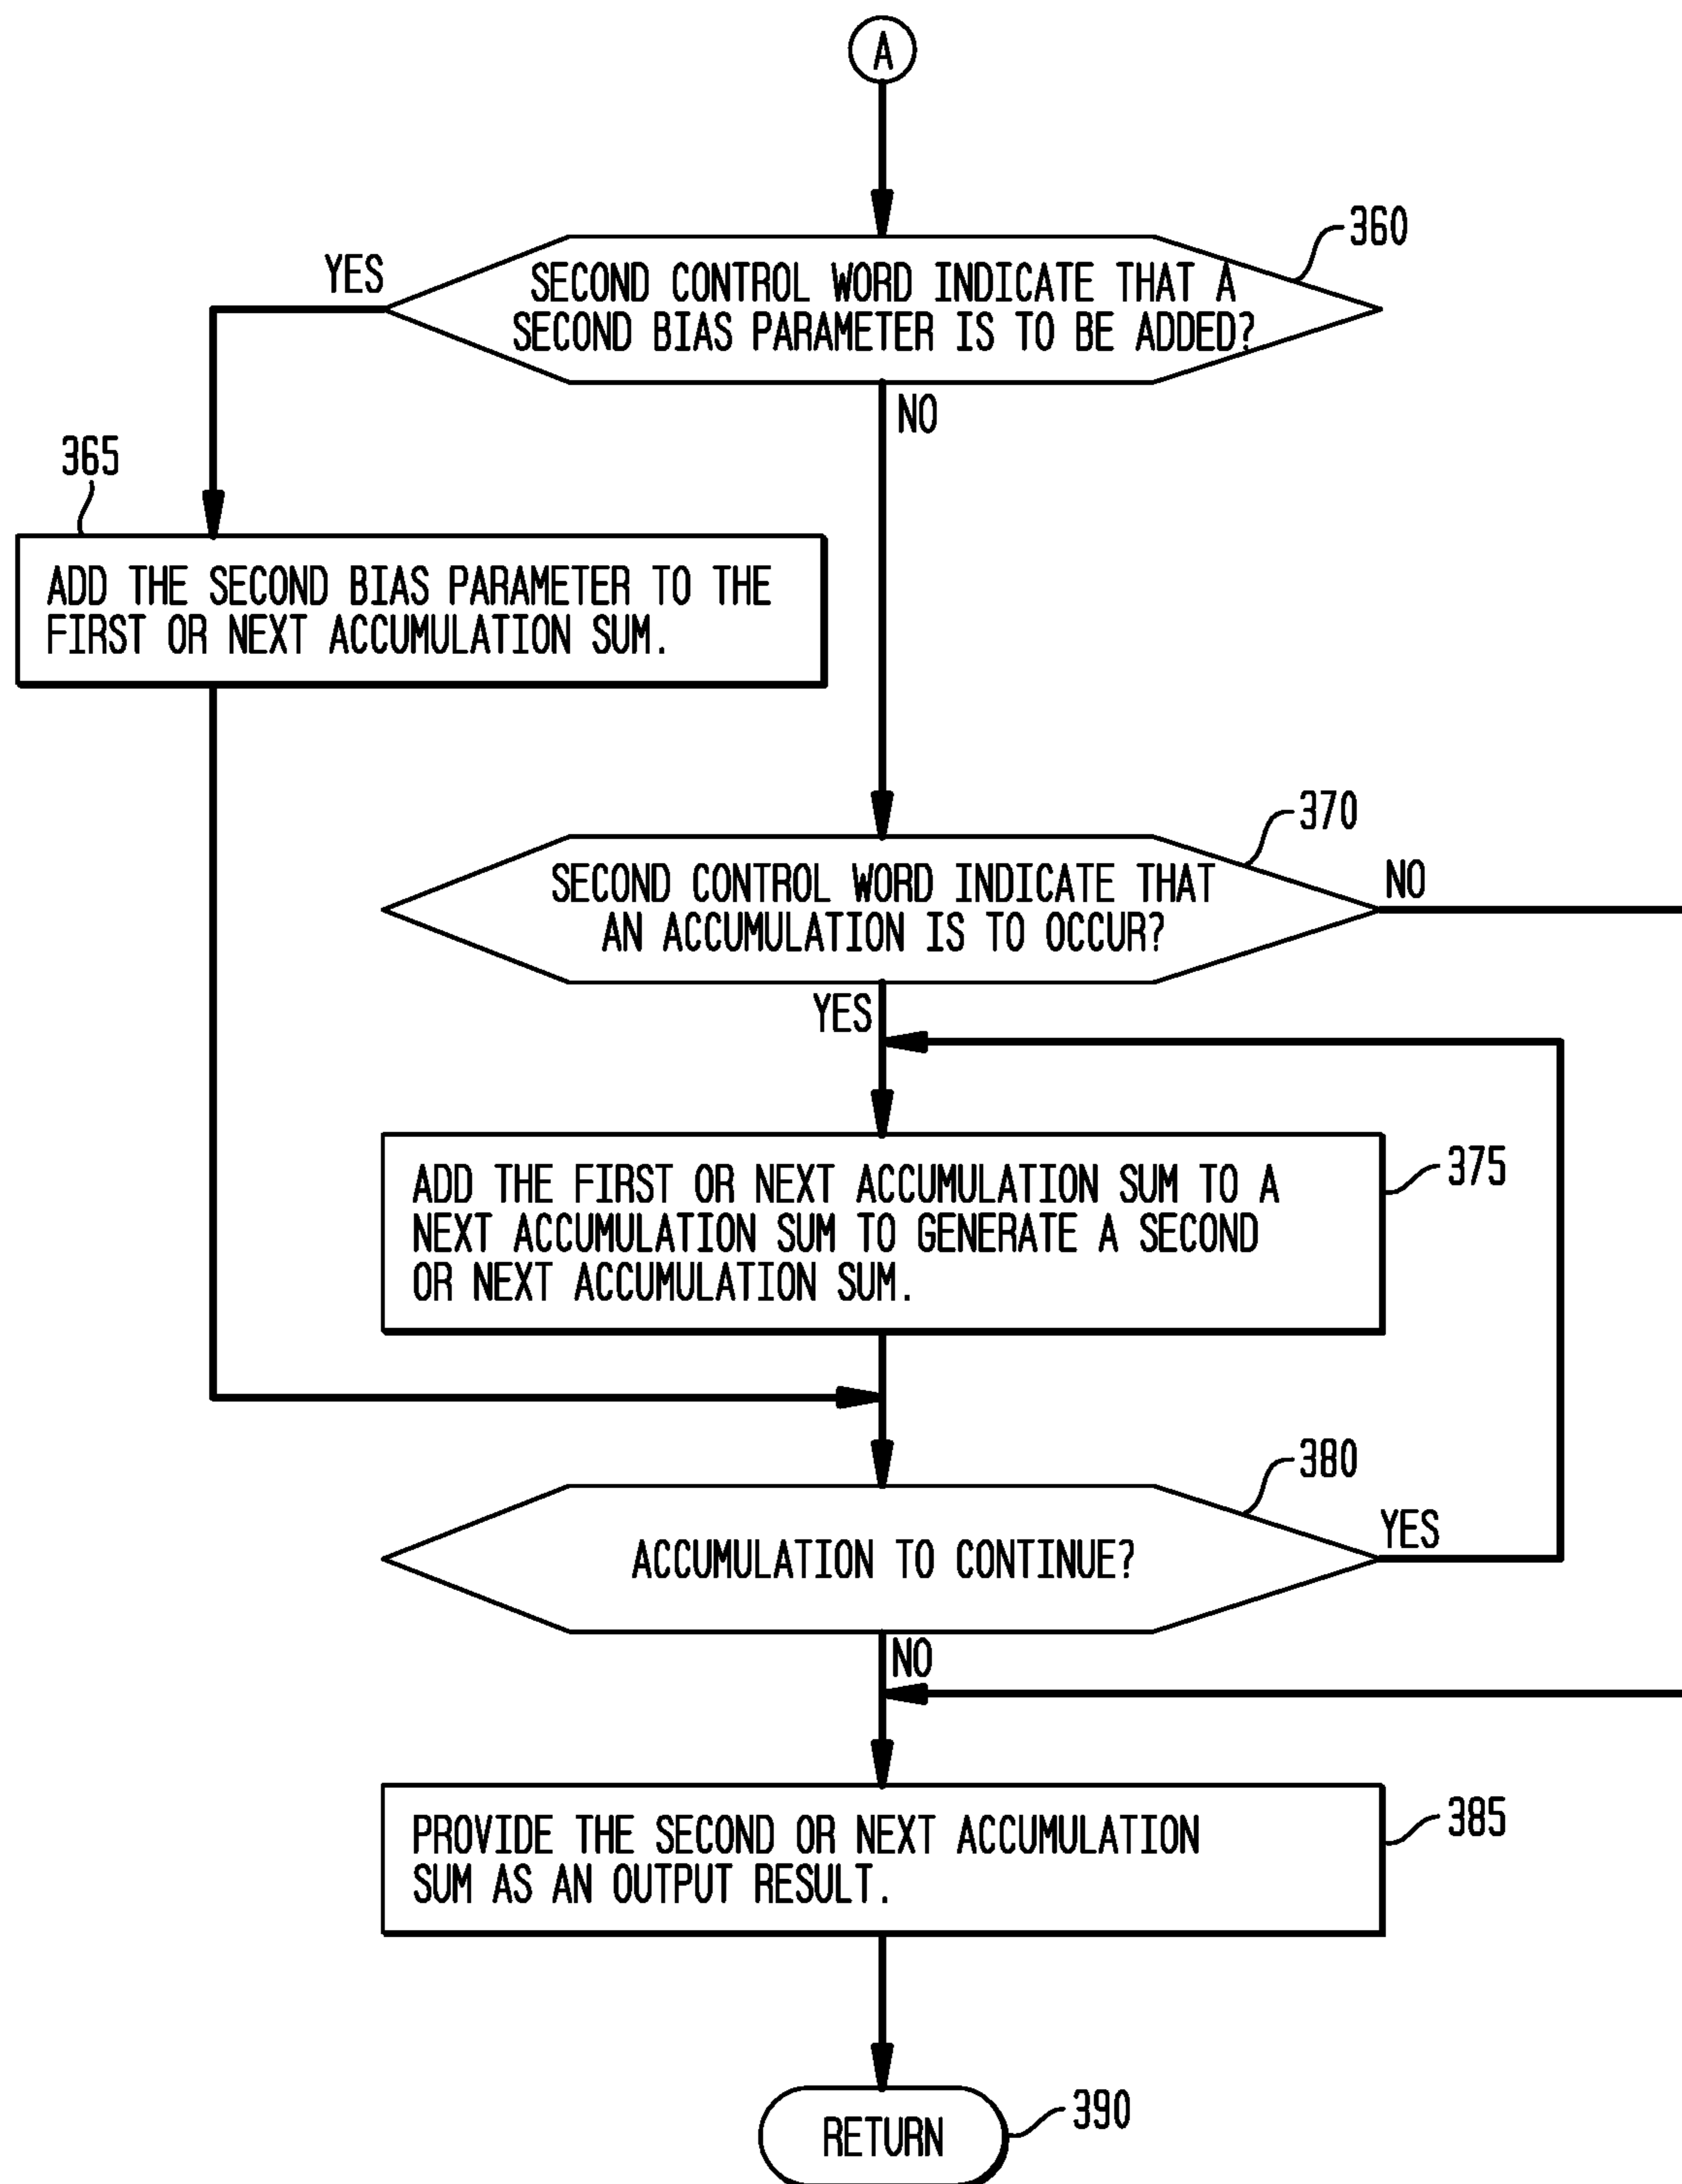 A
360
YES
SECOND CONTROL WORD INDICATE THAT A
SECOND BIAS PARAMETER IS TO BE ADDED?
NO
365
ADD THE SECOND BIAS PARAMETER TO THE
FIRST OR NEXT ACCUMULATION SUM.
370
SECOND CONTROL WORD INDICATE THAT
AN ACCUMULATION IS TO OCCUR?
NO
YES
375
ADD THE FIRST OR NEXT ACCUMULATION SUM TO A
NEXT ACCUMULATION SUM TO GENERATE A SECOND
OR NEXT ACCUMULATION SUM.
380
ACCUMULATION TO CONTINUE?
YES
NO
385
PROVIDE THE SECOND OR NEXT ACCUMULATION
SUM AS AN OUTPUT RESULT.
RETURN
390